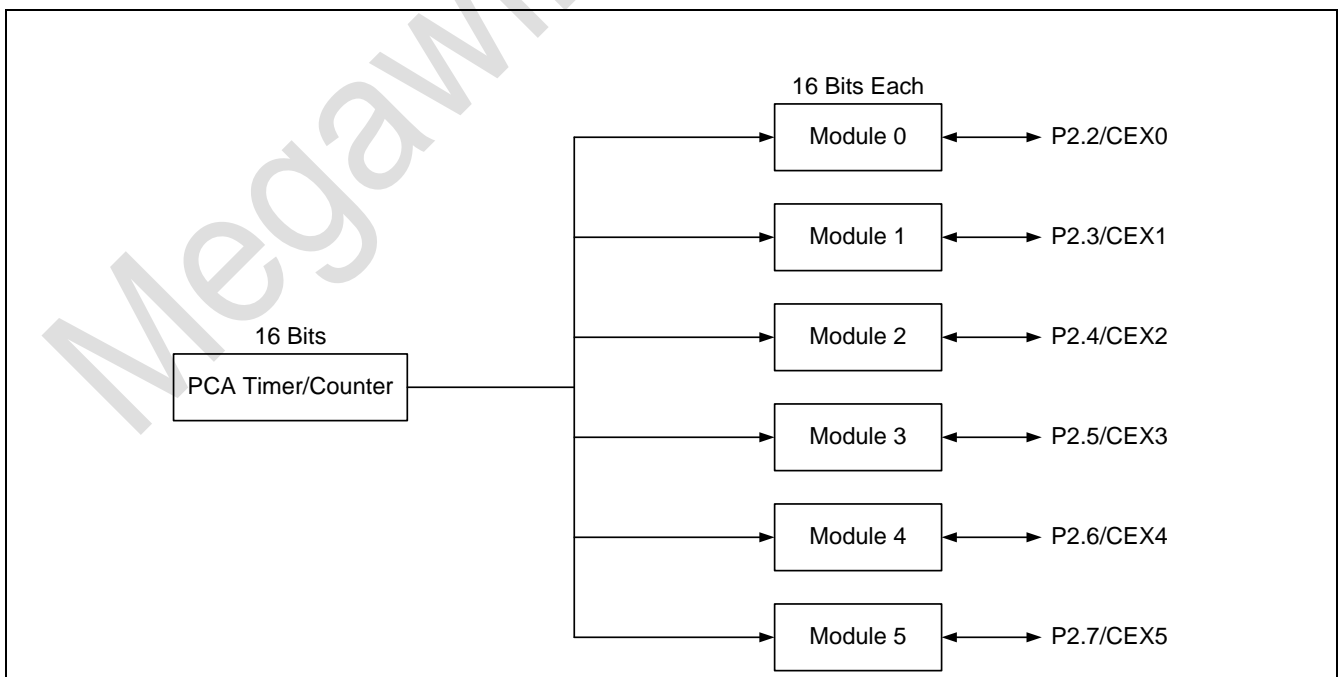 16 Bits Each
Module 0
P2.2/CEX0
Module 1
P2.3/CEX1
Module 2
P2.4/CEX2
16 Bits
PCA Timer/Counter
Module 3
P2.5/CEX3
Module 4
P2.6/CEX4
Module 5
P2.7/CEX5